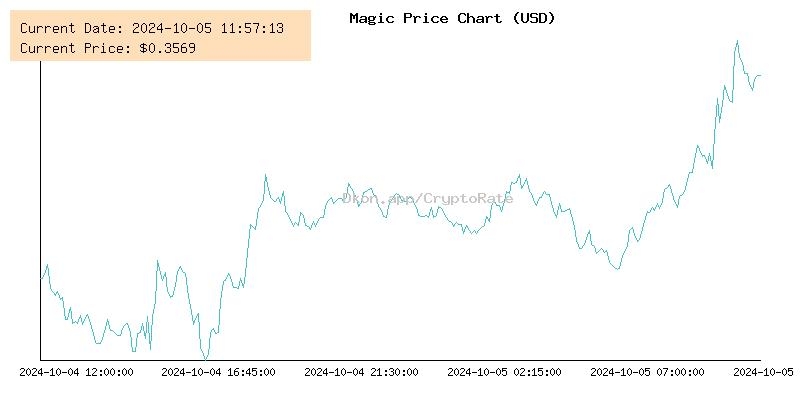 Magic Price Chart (USD)
Current Date: 2024-10-05 11:57:13
Current Price: $0.3569
Ukon.app/CryptoRate
2024-10-04 12:00:00
2024-10-04 16:45:00
2024-10-04 21:30:00
2024-10-05 02:15:00
2024-10-05 07:00:00
2024-10-05